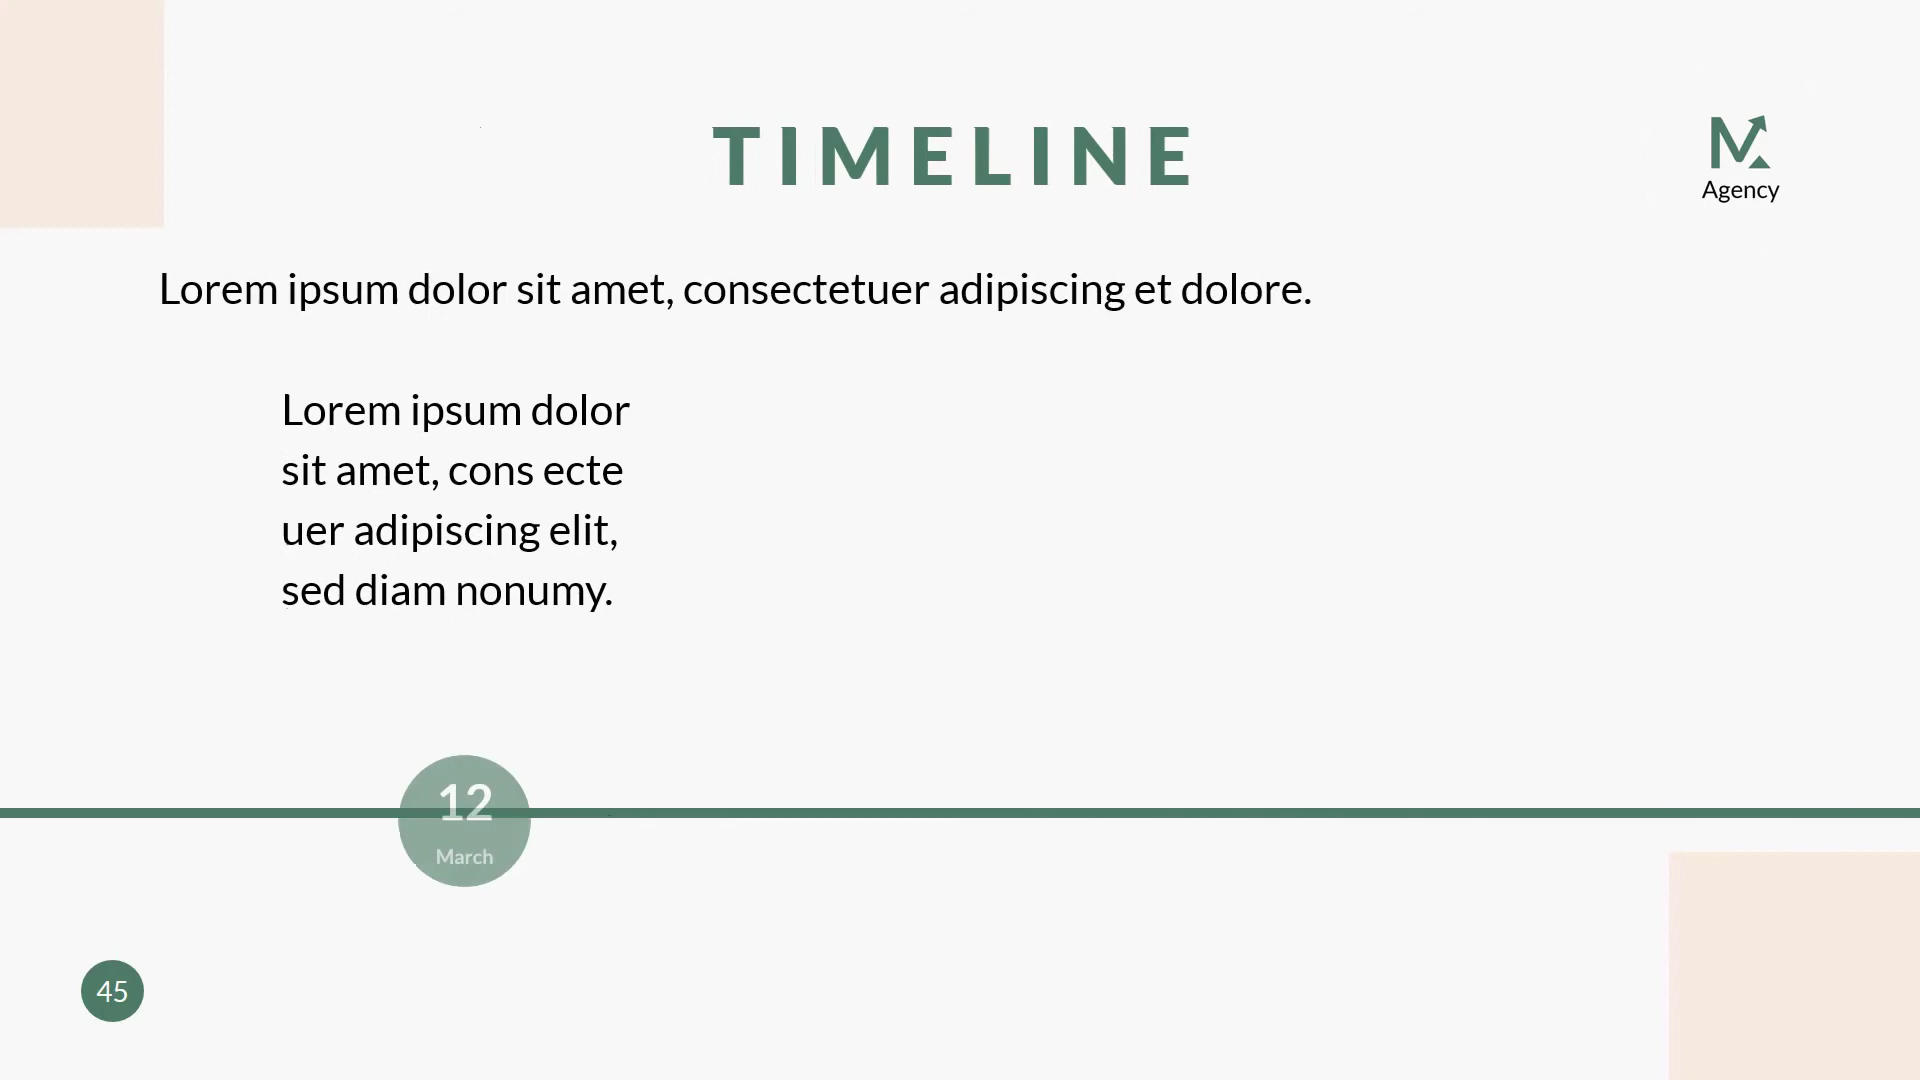 TIMELINE
Agency
Lorem ipsum dolor sit amet, consectetuer adipiscing et dolore.
Lorem ipsum dolor
sit amet, cons ecte
uer adipiscing elit,
sed diam nonumy.
12
March
45